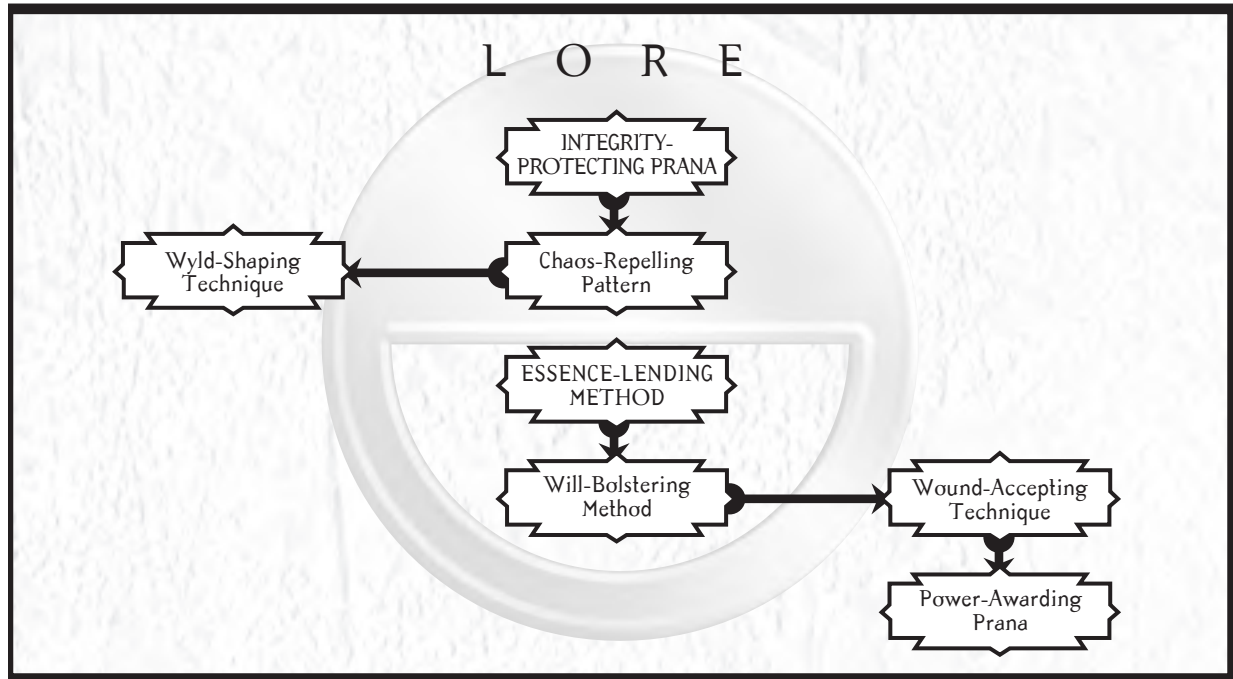 LORE
INTEGRITY-
PROTECTING PRANA
Wyld-Shaping
Technique
Chaos-Repelling
Pattern
ESSENCE-LENDING
METHOD
Will-Bolstering
Method
Wound-Accepting
Technique
Power-Awarding
Prana